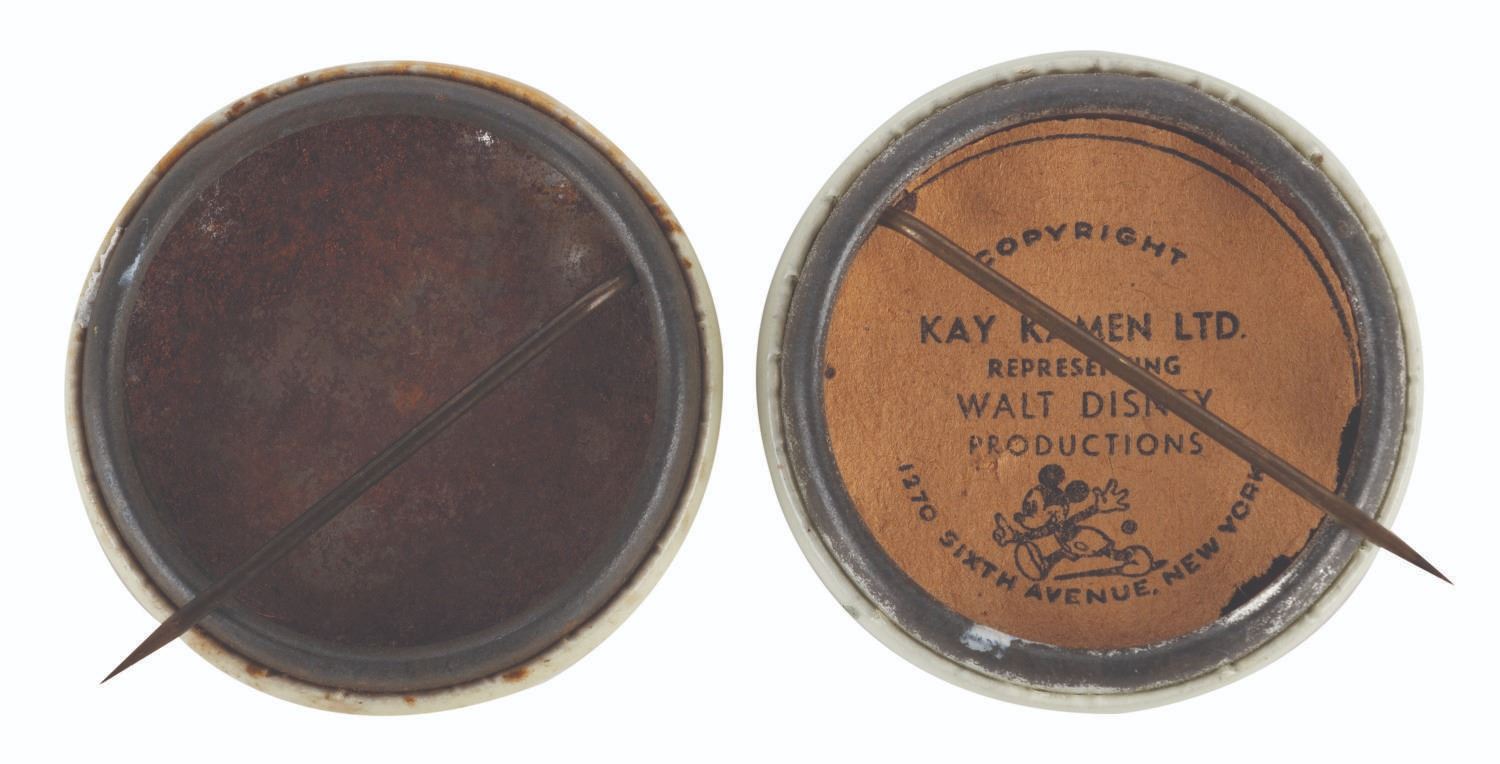 COPYRIGHT
KAY KAMEN LTD.
REPRESENTING
WALT DISNEY
PRODUCTIONS
1270 SIXTH AVENUE, NEW YORK